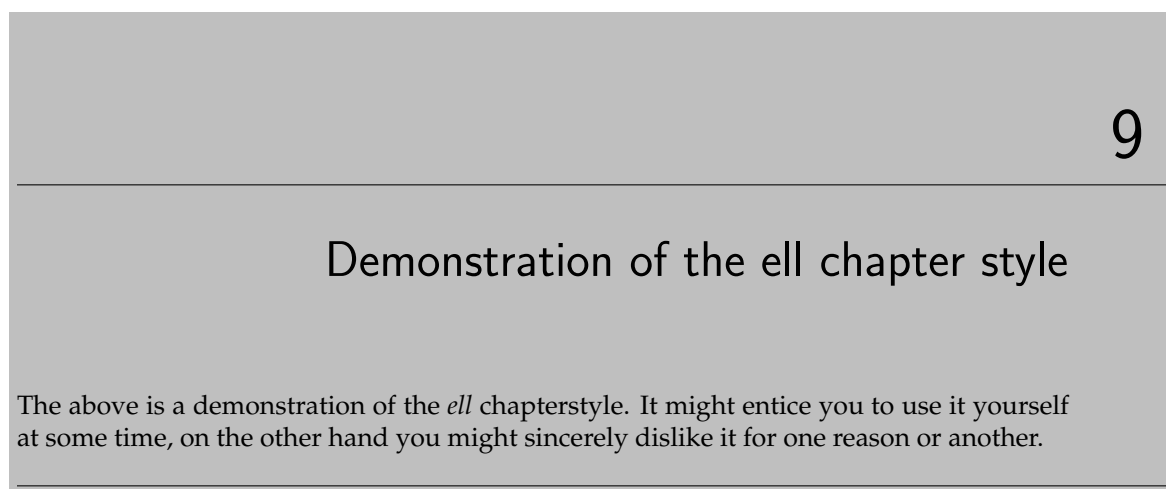 9
Demonstration of the ell chapter style
The above is a demonstration of the ell chapterstyle. It might entice you to use it yourself
at some time, on the other hand you might sincerely dislike it for one reason or another.